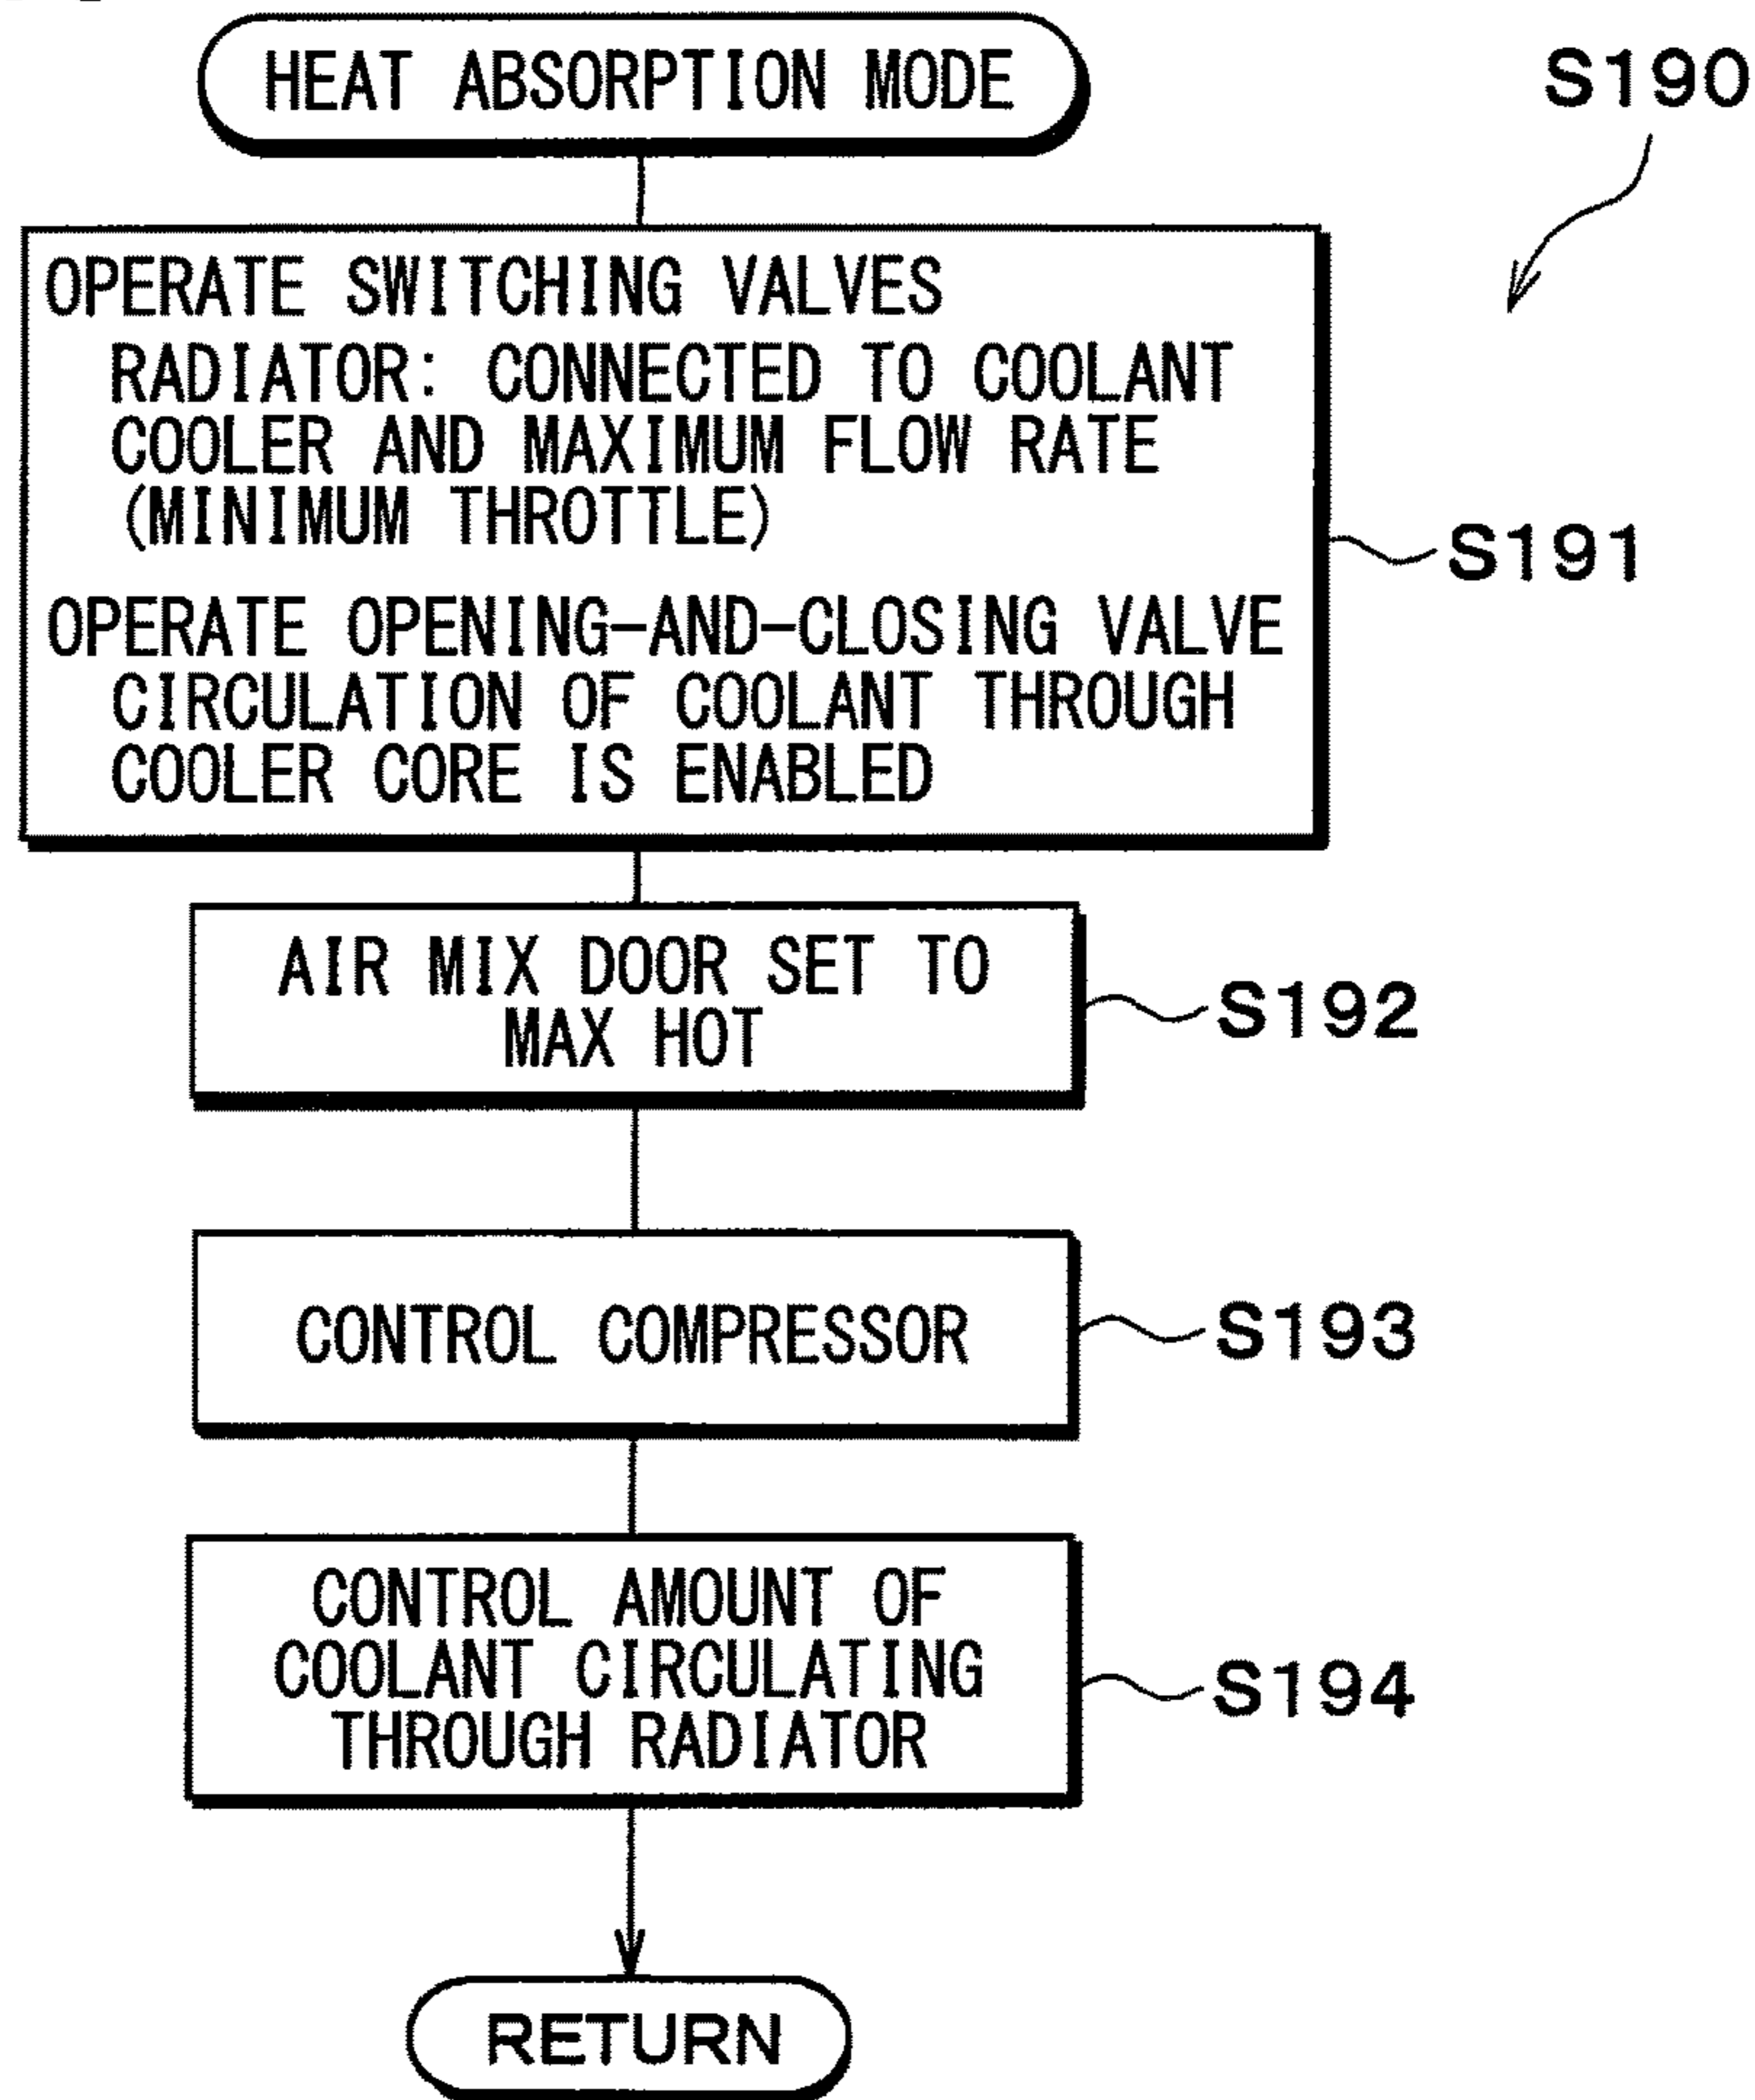 HEAT ABSORPTION MODE
S190
OPERATE SWITCHING VALVES
RADIATOR: CONNECTED TO COOLANT
COOLER AND MAXIMUM FLOW RATE
(MINIMUM THROTTLE)
OPERATE OPENING-AND-CLOSING VALVE
CIRCULATION OF COOLANT THROUGH
COOLER CORE IS ENABLED
S191
AIR MIX DOOR SET TO
MAX HOT
S192
CONTROL COMPRESSOR
S193
CONTROL AMOUNT OF
COOLANT CIRCULATING
THROUGH RADIATOR
S194
RETURN